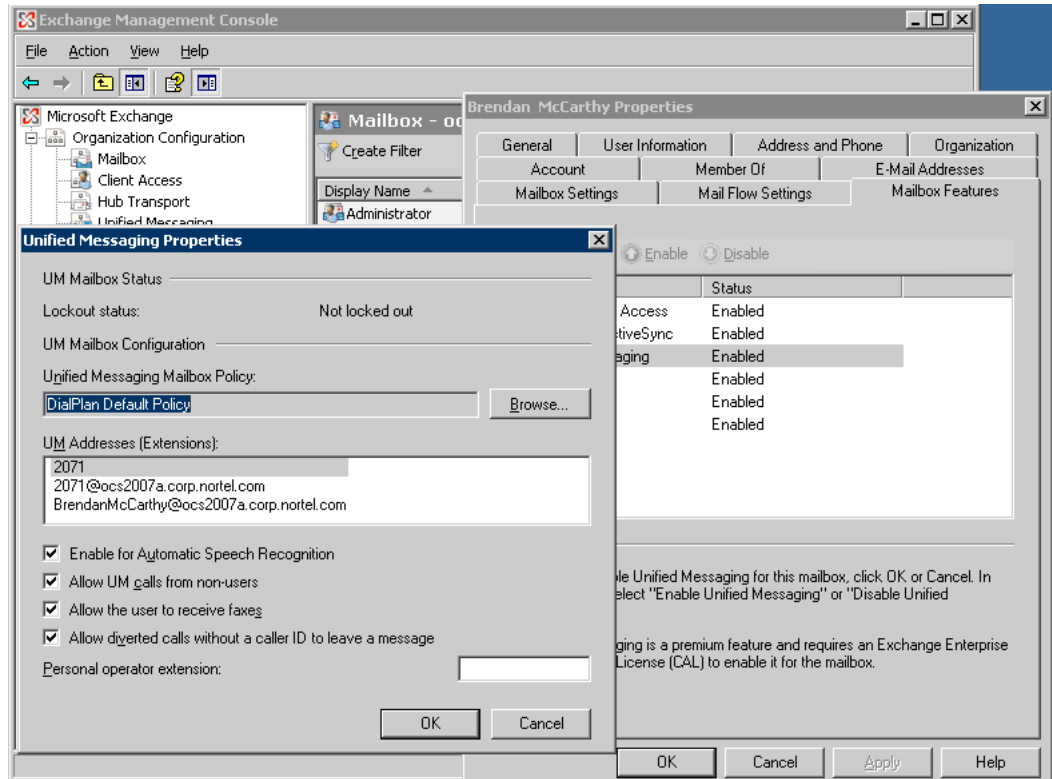 Exchange Management Console
File Action View Help
Microsoft Exchange
Organization Configuration
Mailbox
Client Access
Hub Transport
Unified Messaging
Mailbox - oc
Create Filter
Display Name
Administrator
Brendan McCarthy Properties
General User Information Address and Phone Organization
Account Member Of E-Mail Addresses
Mailbox Settings Mail Flow Settings Mailbox Features
Enable Disable
Status
Access Enabled
tiveSync Enabled
aging Enabled
Enabled
Enabled
Enabled
le Unified Messaging for this mailbox, click OK or Cancel. In
elect "Enable Unified Messaging" or "Disable Unified
ging is a premium feature and requires an Exchange Enterprise
License (CAL) to enable it for the mailbox.
OK Cancel Apply Help
Unified Messaging Properties
UM Mailbox Status
Lockout status: Not locked out
UM Mailbox Configuration
Unified Messaging Mailbox Policy:
DialPlan Default Policy Browse...
UM Addresses (Extensions):
2071
2071@ocs2007a.corp.nortel.com
BrendanMcCarthy@ocs2007a.corp.nortel.com
Enable for Automatic Speech Recognition
Allow UM calls from non-users
Allow the user to receive faxes
Allow diverted calls without a caller ID to leave a message
Personal operator extension:
OK Cancel